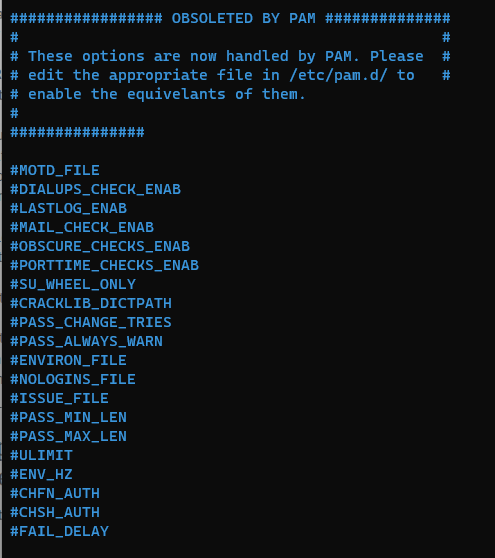 ################# OBSOLETED BY PAM ##############
#                                               #
# These options are now handled by PAM. Please  #
# edit the appropriate file in /etc/pam.d/ to   #
# enable the equivelants of them.
#
###############

#MOTD_FILE
#DIALUPS_CHECK_ENAB
#LASTLOG_ENAB
#MAIL_CHECK_ENAB
#OBSCURE_CHECKS_ENAB
#PORTTIME_CHECKS_ENAB
#SU_WHEEL_ONLY
#CRACKLIB_DICTPATH
#PASS_CHANGE_TRIES
#PASS_ALWAYS_WARN
#ENVIRON_FILE
#NOLOGINS_FILE
#ISSUE_FILE
#PASS_MIN_LEN
#PASS_MAX_LEN
#ULIMIT
#ENV_HZ
#CHFN_AUTH
#CHSH_AUTH
#FAIL_DELAY